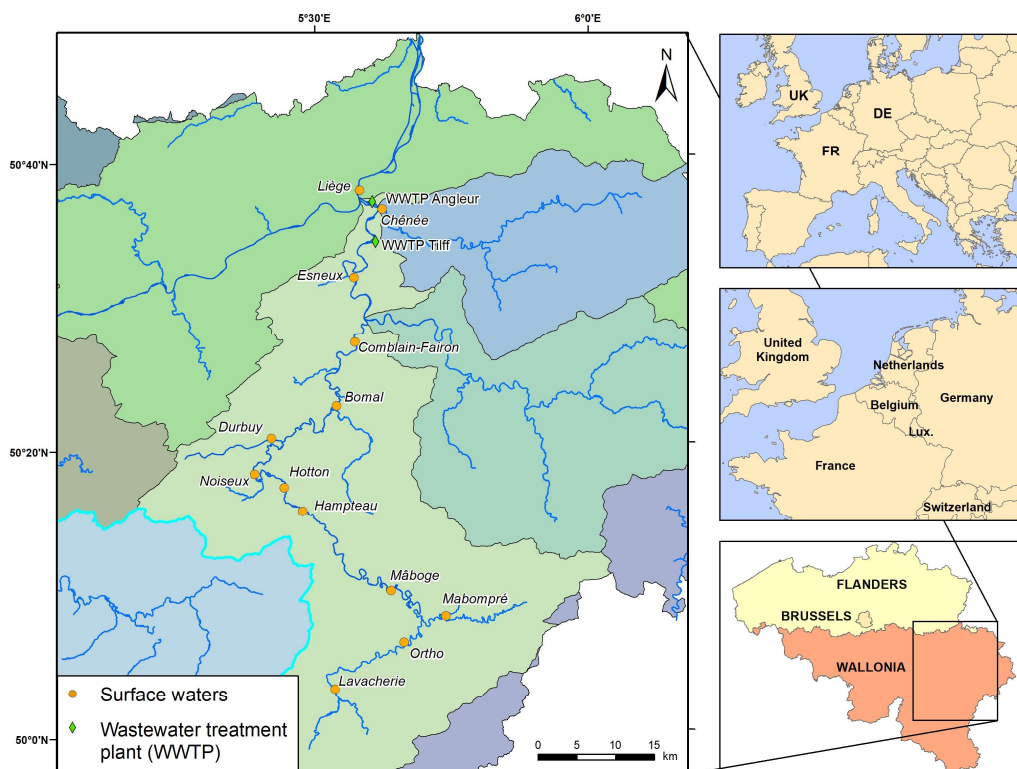 5°30'E
6°0'E
N
50°40'N
50°20'N
50°0'N
Liège
WWTP Angleur
Chênée
WWTP Tilff
Esneux
Comblain-Fairon
Bomal
Durbuy
Noiseux
Hotton
Hampteau
Mâboge
Mabompré
Ortho
Lavacherie
Surface waters
Wastewater treatment
plant (WWTP)
0 5 10 15
km
UK
DE
FR
United
Kingdom
Netherlands
Belgium
Germany
Lux.
France
Switzerland
FLANDERS
BRUSSELS
WALLONIA